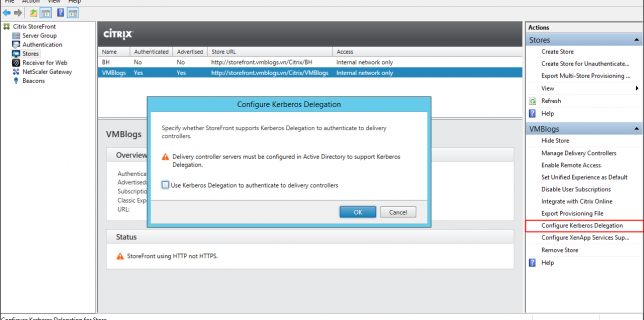 File Action View Help
Citrix StoreFront
Server Group
Authentication
Stores
Receiver for Web
NetScaler Gateway
Beacons
CITRIX
Name Authenticated Advertised Store URL Access
BH No No http://storefront.vmblogs.vn/Citrix/BH Internal network only
VMBlogs Yes Yes http://storefront.vmblogs.vn/Citrix/VMBlogs Internal network only
Configure Kerberos Delegation
Specify whether StoreFront supports Kerberos Delegation to authenticate to delivery
controllers.
Delivery controller servers must be configured in Active Directory to support Kerberos
Delegation.
Use Kerberos Delegation to authenticate to delivery controllers
OK Cancel
VMBlogs
Overview
Authentica
Advertised:
Subscriptio
Classic Exp
URL:
Status
StoreFront using HTTP not HTTPS.
Actions
Stores
Create Store
Create Store for Unauthenticate...
Export Multi-Store Provisioning ...
View
Refresh
Help
VMBlogs
Hide Store
Manage Delivery Controllers
Enable Remote Access
Set Unified Experience as Default
Disable User Subscriptions
Integrate with Citrix Online
Export Provisioning File
Configure Kerberos Delegation
Configure XenApp Services Sup...
Remove Store
Help
Configure Kerberos Delegation for Store